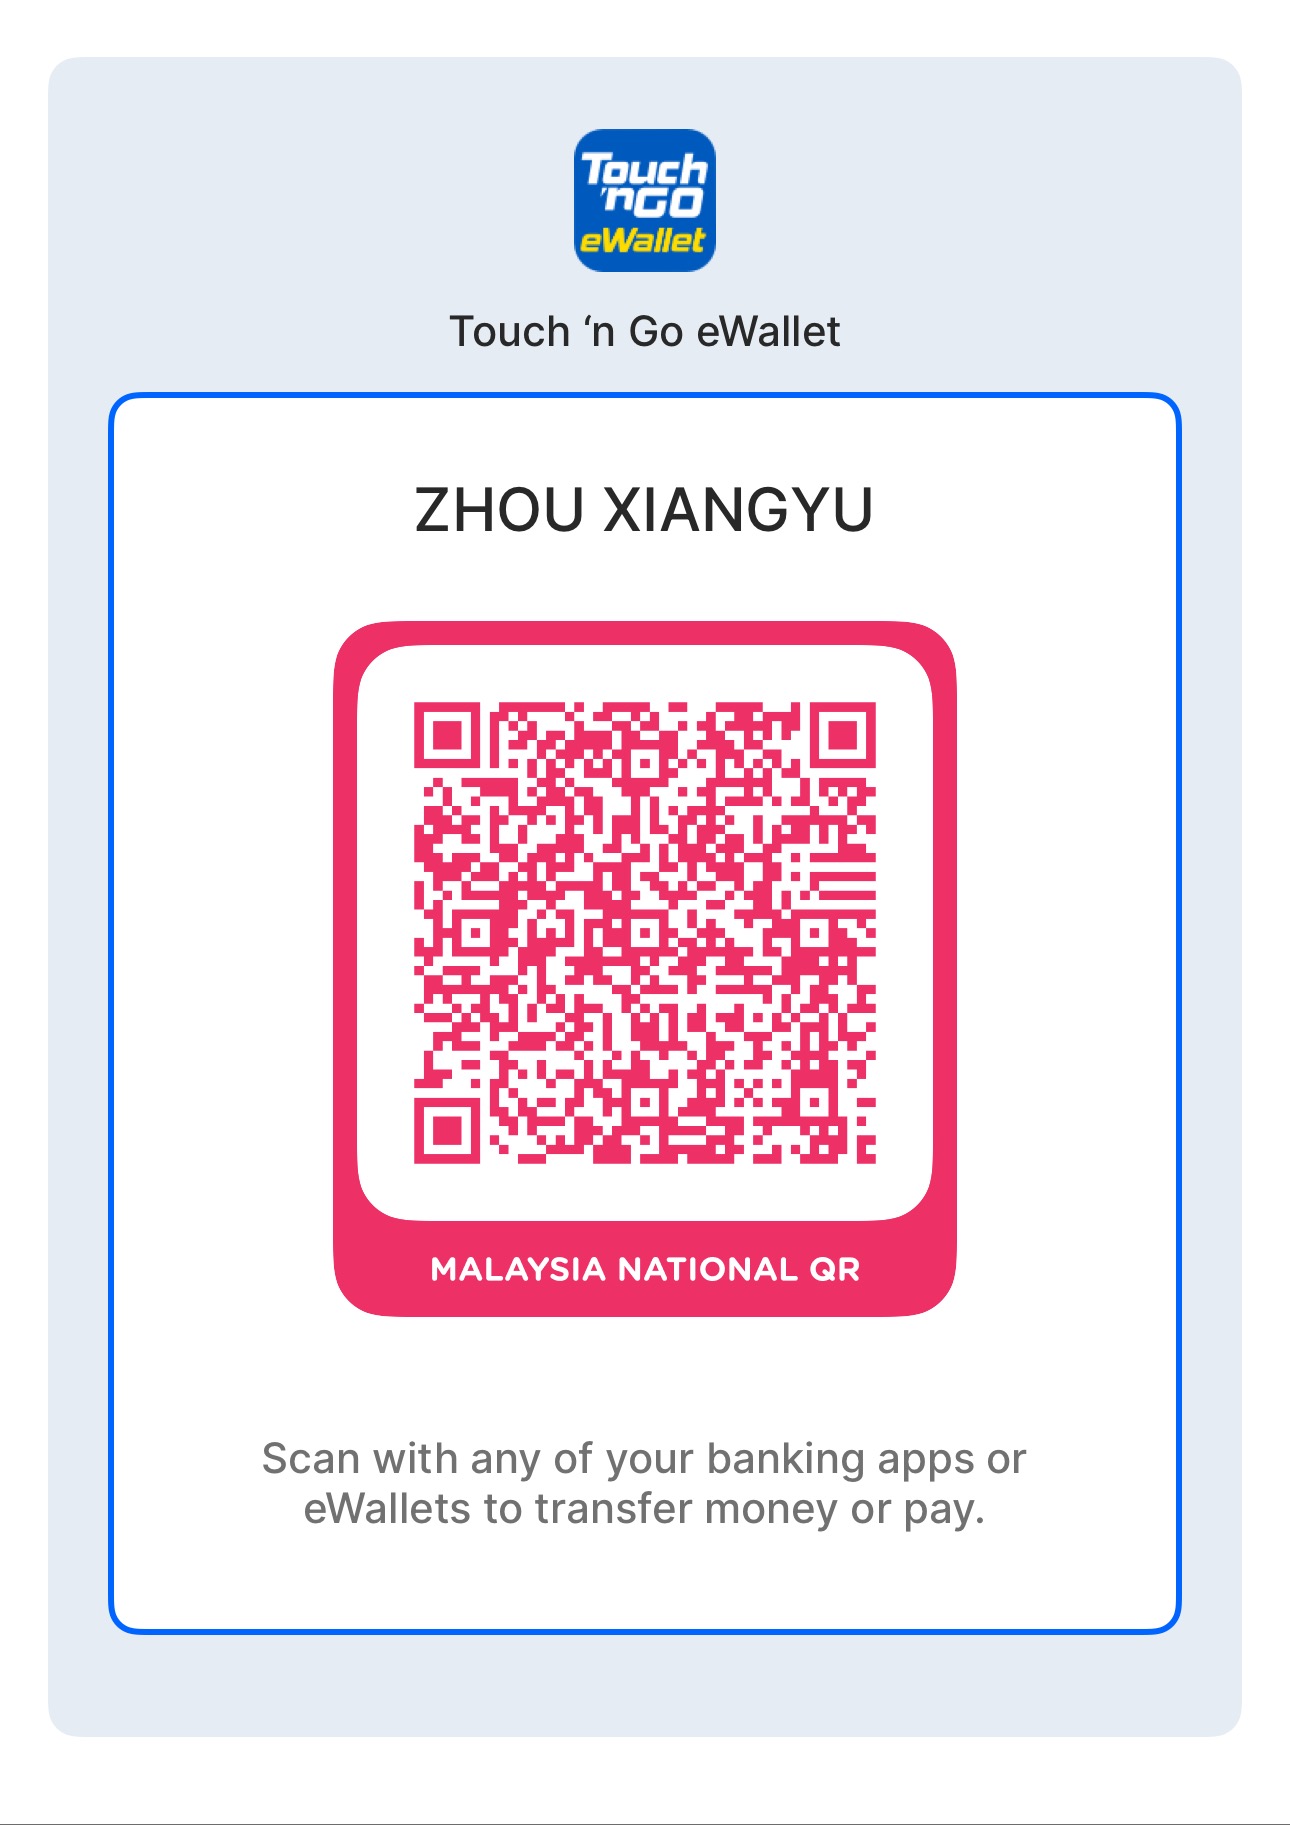 Touch
'nGO
eWallet
Touch ‘n Go eWallet
ZHOU XIANGYU
MALAYSIA NATIONAL QR
Scan with any of your banking apps or
eWallets to transfer money or pay.